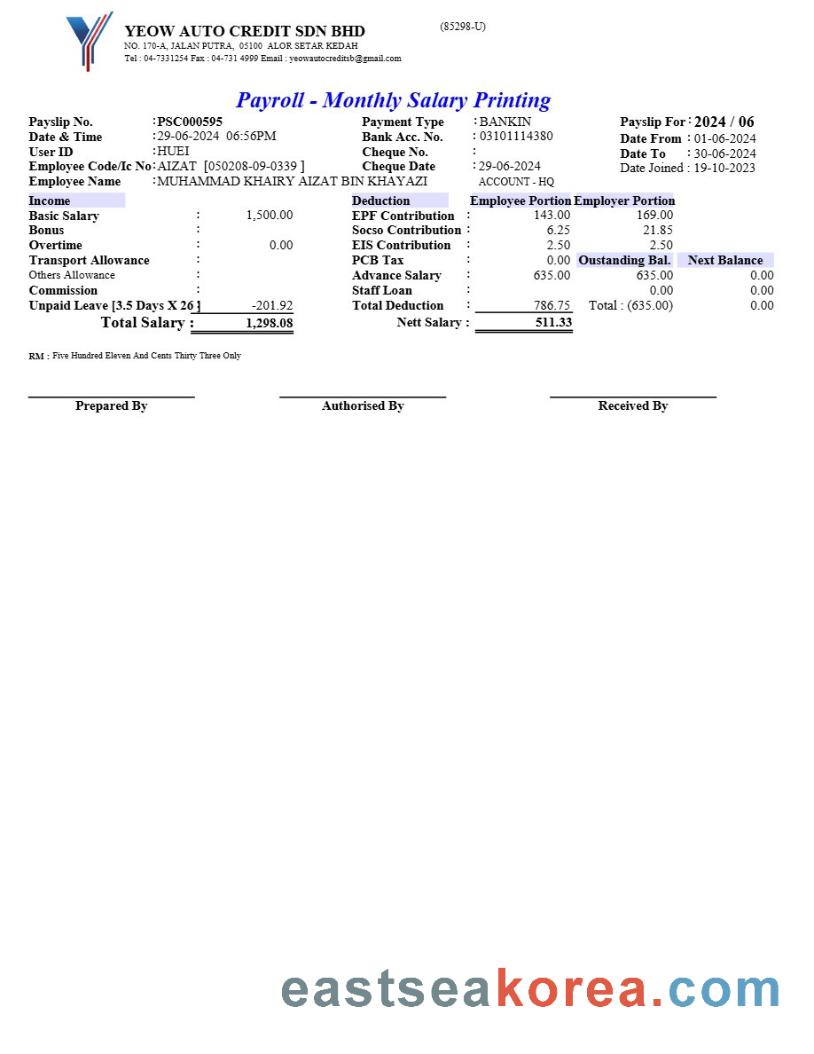 YEOW AUTO CREDIT SDN BHD (85298-U)
NO. 170-A, JALAN PUTRA, 05100 ALOR SETAR KEDAH
Tel : 04-7331254 Fax : 04-731 4999 Email : yeowautocreditsb@gmail.com
Payroll - Monthly Salary Printing
Payslip No. :PSC000595 Payment Type :BANKIN Payslip For : 2024 / 06
Date & Time :29-06-2024 06:56PM Bank Acc. No. : 03101114380 Date From : 01-06-2024
User ID :HUEI Cheque No. : Date To : 30-06-2024
Employee Code/Ic No:AIZAT [050208-09-0339 ] Cheque Date :29-06-2024 Date Joined : 19-10-2023
Employee Name :MUHAMMAD KHAIRY AIZAT BIN KHAYAZI ACCOUNT - HQ
Income Deduction Employee Portion Employer Portion
Basic Salary : 1,500.00 EPF Contribution : 143.00 169.00
Bonus : Socso Contribution : 6.25 21.85
Overtime : 0.00 EIS Contribution : 2.50 2.50
Transport Allowance : PCB Tax : 0.00 Oustanding Bal. Next Balance
Others Allowance : Advance Salary : 635.00 635.00 0.00
Commission : Staff Loan : 0.00 0.00
Unpaid Leave [3.5 Days X 26 ] -201.92 Total Deduction : 786.75 Total : (635.00) 0.00
Total Salary : 1,298.08 Nett Salary : 511.33
RM : Five Hundred Eleven And Cents Thirty Three Only
Prepared By Authorised By Received By
eastseakorea.com